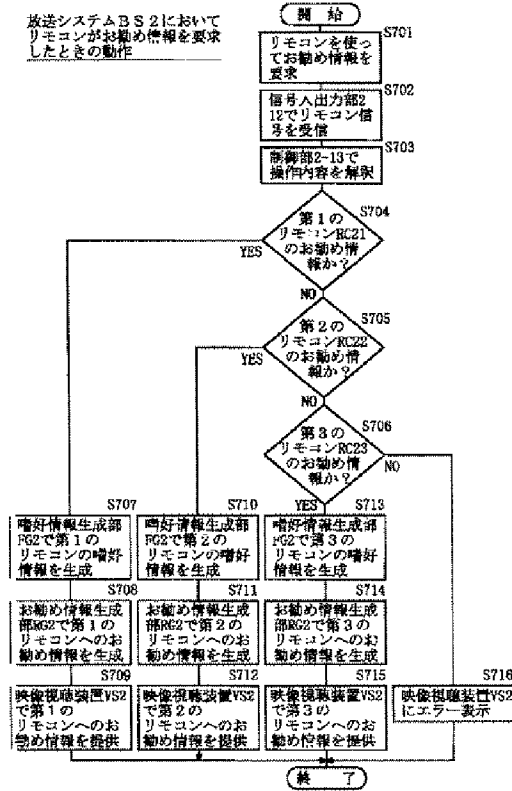 放送システムBS2において
リモコンがお勧め情報を要求
したときの動作
開 始
S701
リモコンを使っ
てお勧め情報を
要求
S702
信号入出力部2
12でリモコン信
号を受信
S703
制御部2-13で
操作内容を解釈
S704
第1の
リモコンRC21
のお勧め情
報か?
YES
NO
S705
第2の
リモコンRC22
のお勧め情
報か?
YES
NO
S706
第3の
リモコンRC23
のお勧め情
報か?
NO
YES
S707
嗜好情報生成部
FG2で第1の
リモコンの嗜好
情報を生成
S710
嗜好情報生成部
FG2で第2の
リモコンの嗜好
情報を生成
S713
嗜好情報生成部
FG2で第3の
リモコンの嗜好
情報を生成
S708
お勧め情報生成
部RG2で第1の
リモコンへのお
勧め情報を生成
S711
お勧め情報生成
部RG2で第2の
リモコンへのお
勧め情報を生成
S714
お勧め情報生成
部RG2で第3の
リモコンへのお
勧め情報を生成
S709
映像視聴装置VS2
で第1の
リモコンへのお
勧め情報を提供
S712
映像視聴装置VS2
で第2の
リモコンへのお
勧め情報を提供
S715
映像視聴装置VS2
で第3の
リモコンへのお
勧め情報を提供
S716
映像視聴装置VS2
にエラー表示
終 了